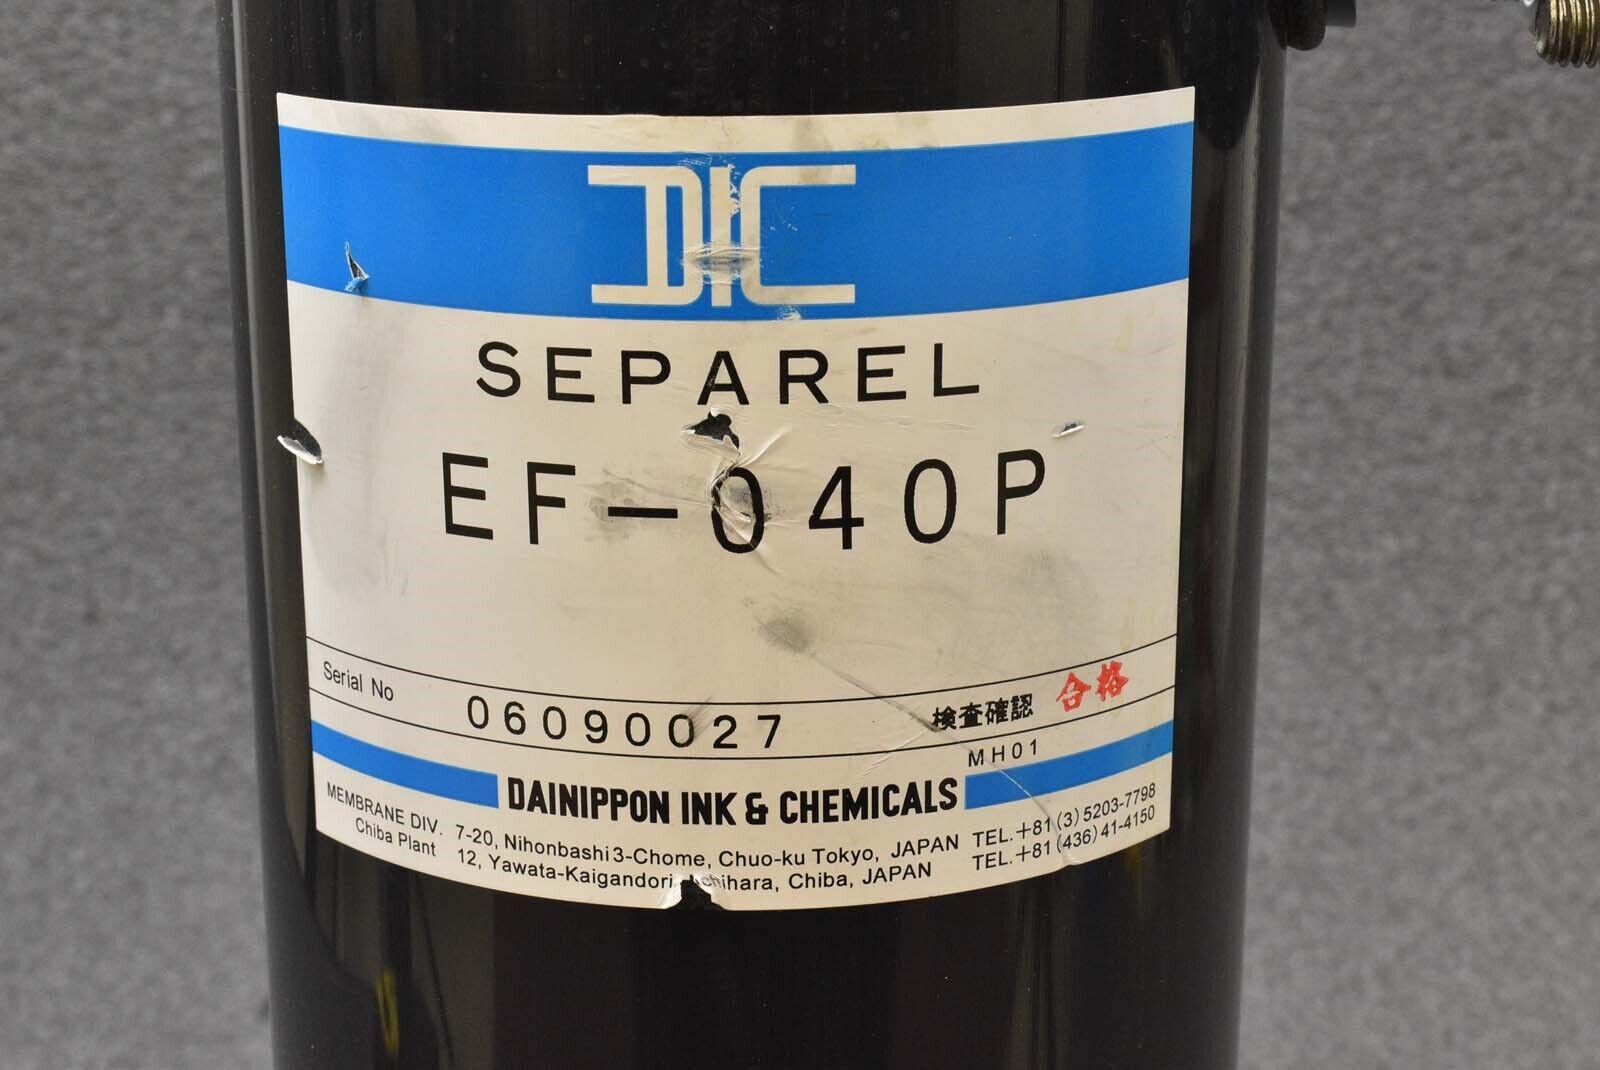 DIC
SEPAREL
EF-040P
Serial No 06090027 検査確認 合格
MH01
DAINIPPON INK & CHEMICALS
MEMBRANE DIV. 7-20, Nihonbashi 3-Chome, Chuo-ku Tokyo, JAPAN TEL.+81 (3) 5203-7798
Chiba Plant 12, Yawata-Kaigandori, Chiba, JAPAN TEL.+81 (436) 41-4150